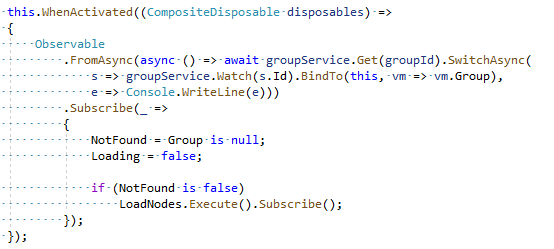 this.WhenActivated((CompositeDisposable disposables) =>
{
    Observable
        .FromAsync(async () => await groupService.Get(groupId).SwitchAsync(
            s => groupService.Watch(s.Id).BindTo(this, vm => vm.Group),
            e => Console.WriteLine(e)))
        .Subscribe(_ =>
        {
            NotFound = Group is null;
            Loading = false;

            if (NotFound is false)
                LoadNodes.Execute().Subscribe();
        });
});